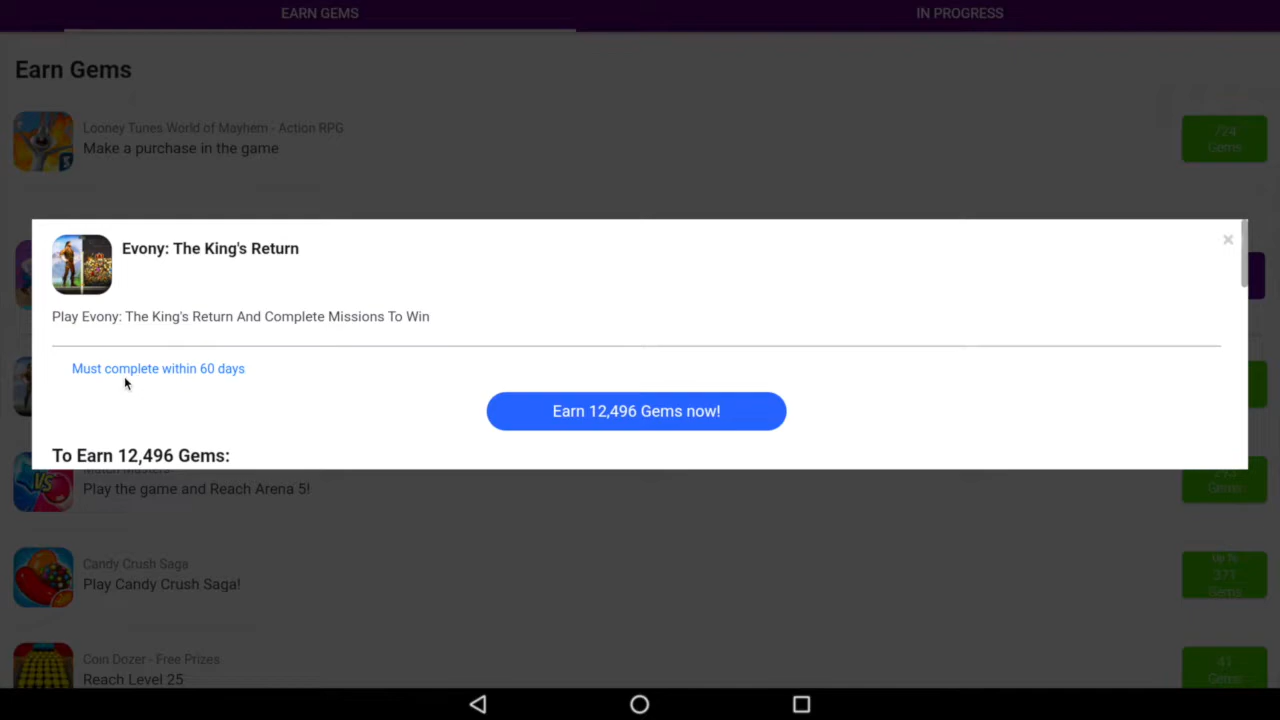 EARN GEMS
IN PROGRESS
Earn Gems
Looney Tunes World of Mayhem - Action RPG
Make a purchase in the game
724
Gems
Evony: The King's Return
×
Play Evony: The King's Return And Complete Missions To Win
Must complete within 60 days
Earn 12,496 Gems now!
To Earn 12,496 Gems:
Match Masters
Play the game and Reach Arena 5!
VS
Gems
Candy Crush Saga
Play Candy Crush Saga!
Up To
371
Gems
Coin Dozer - Free Prizes
Reach Level 25
41
Gems